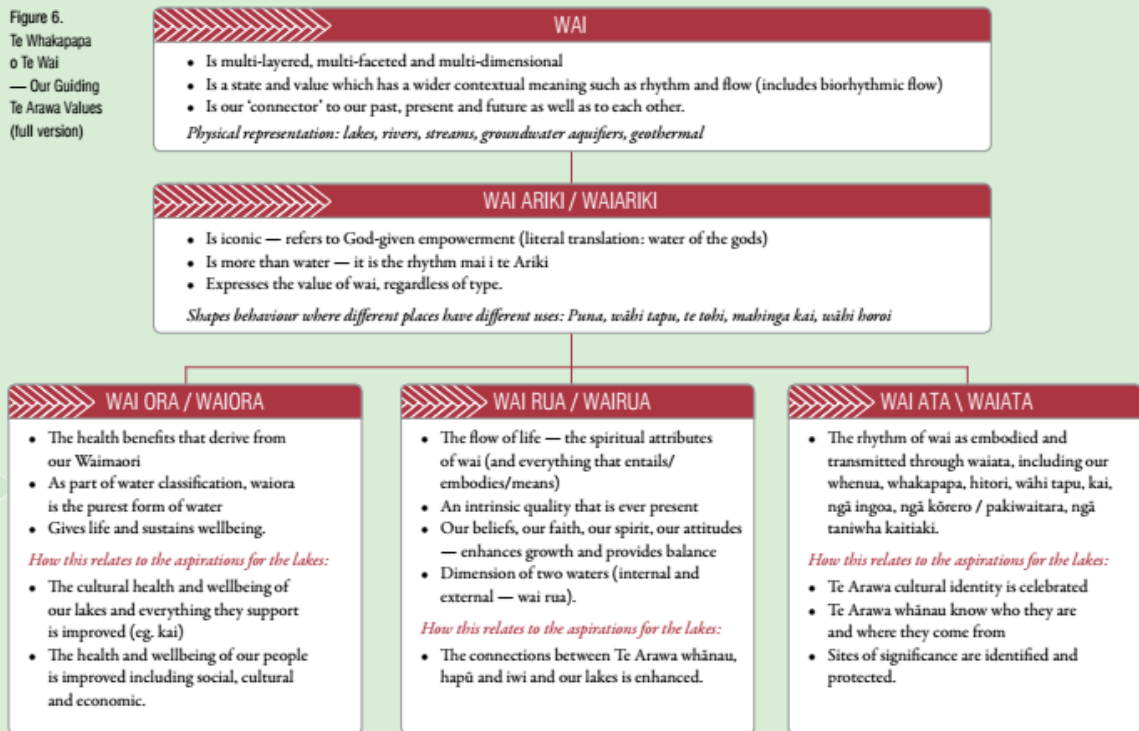 Figure 6.
Te Whakapapa
o Te Wai
— Our Guiding
Te Arawa Values
(full version)
WAI
• Is multi-layered, multi-faceted and multi-dimensional
• Is a state and value which has a wider contextual meaning such as rhythm and flow (includes biorhythmic flow)
• Is our ‘connector’ to our past, present and future as well as to each other.
Physical representation: lakes, rivers, streams, groundwater aquifiers, geothermal
WAI ARIKI / WAIARIKI
• Is iconic — refers to God-given empowerment (literal translation: water of the gods)
• Is more than water — it is the rhythm mai i te Ariki
• Expresses the value of wai, regardless of type.
Shapes behaviour where different places have different uses: Puna, wāhi tapu, te tohi, mahinga kai, wāhi horoi
WAI ORA / WAIORA
• The health benefits that derive from
our Waimaori
• As part of water classification, waiora
is the purest form of water
• Gives life and sustains wellbeing.
How this relates to the aspirations for the lakes:
• The cultural health and wellbeing of
our lakes and everything they support
is improved (eg. kai)
• The health and wellbeing of our people
is improved including social, cultural
and economic.
WAI RUA / WAIRUA
• The flow of life — the spiritual attributes
of wai (and everything that entails/
embodies/means)
• An intrinsic quality that is ever present
• Our beliefs, our faith, our spirit, our attitudes
— enhances growth and provides balance
• Dimension of two waters (internal and
external — wai rua).
How this relates to the aspirations for the lakes:
• The connections between Te Arawa whānau,
hapū and iwi and our lakes is enhanced.
WAI ATA \ WAIATA
• The rhythm of wai as embodied and
transmitted through waiata, including our
whenua, whakapapa, hitori, wāhi tapu, kai,
ngā ingoa, ngā kōrero / pakiwaitara, ngā
taniwha kaitiaki.
How this relates to the aspirations for the lakes:
• Te Arawa cultural identity is celebrated
• Te Arawa whānau know who they are
and where they come from
• Sites of significance are identified and
protected.